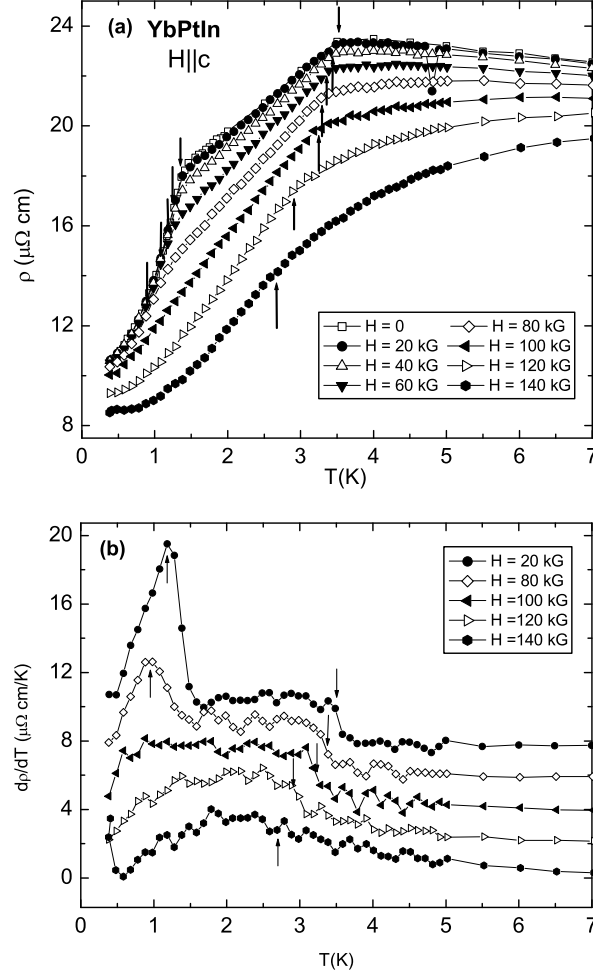 (a) YbPtIn
H||c
24
20
16
12
8
ρ (μΩ cm)
H = 0
H = 20 kG
H = 40 kG
H = 60 kG
H = 80 kG
H = 100 kG
H = 120 kG
H = 140 kG
0 1 2 3 4 5 6 7
T(K)
(b)
20
16
12
8
4
0
dρ/dT (μΩ cm/K)
H = 20 kG
H = 80 kG
H =100 kG
H =120 kG
H =140 kG
0 1 2 3 4 5 6 7
T(K)